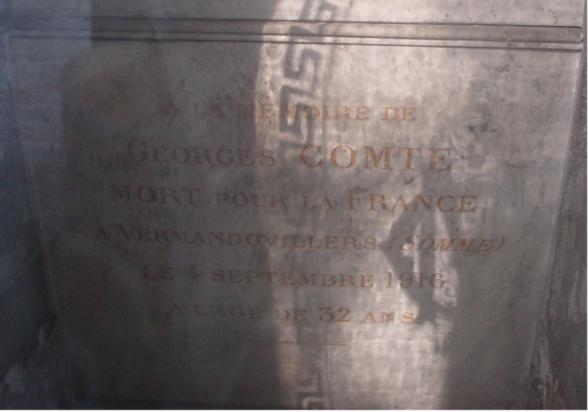 A LA MÉMOIRE DE
GEORGES COMTE
MORT POUR LA FRANCE
A VERMANDOVILLERS (SOMME)
LE 4 SEPTEMBRE 1916
A L'AGE DE 32 ANS